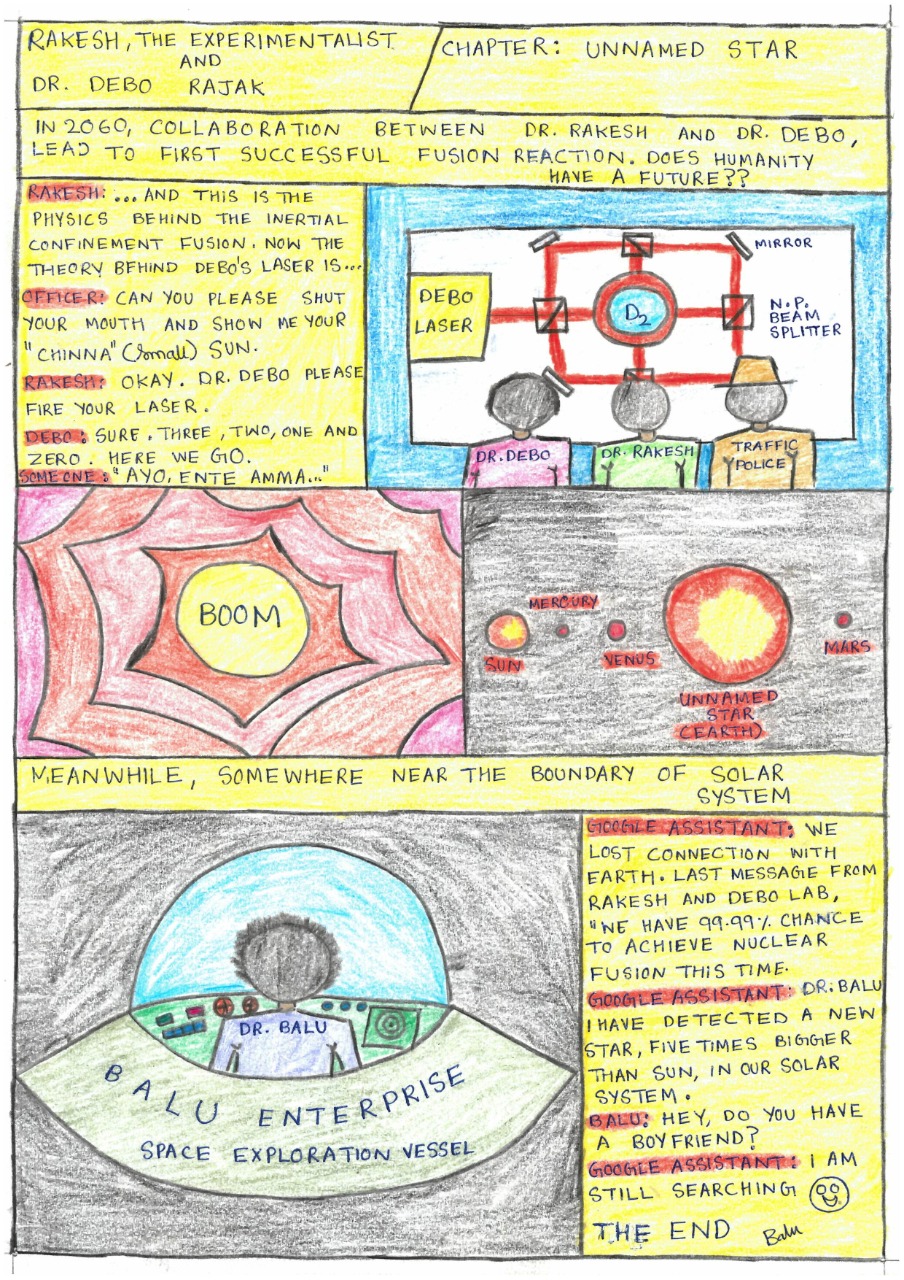 RAKESH, THE EXPERIMENTALIST
AND
DR. DEBO RAJAK
CHAPTER: UNNAMED STAR
IN 2060, COLLABORATION BETWEEN DR. RAKESH AND DR. DEBO,
LEAD TO FIRST SUCCESSFUL FUSION REACTION. DOES HUMANITY
HAVE A FUTURE??
RAKESH: ...AND THIS IS THE
PHYSICS BEHIND THE INERTIAL
CONFINEMENT FUSION. NOW THE
THEORY BEHIND DEBO'S LASER IS...
OFFICER: CAN YOU PLEASE SHUT
YOUR MOUTH AND SHOW ME YOUR
"CHINNA" (Small) SUN.
RAKESH: OKAY. DR. DEBO PLEASE
FIRE YOUR LASER.
DEBO: SURE. THREE, TWO, ONE AND
ZERO. HERE WE GO.
SOMEONE: "AYO, ENTE AMMA..."
MIRROR
DEBO
LASER
D2
N.P.
BEAM
SPLITTER
DR. DEBO
DR. RAKESH
TRAFFIC
POLICE
BOOM
SUN
MERCURY
VENUS
UNNAMED
STAR
(EARTH)
MARS
MEANWHILE, SOMEWHERE NEAR THE BOUNDARY OF SOLAR
SYSTEM
DR. BALU
BALU ENTERPRISE
SPACE EXPLORATION VESSEL
GOOGLE ASSISTANT: WE
LOST CONNECTION WITH
EARTH. LAST MESSAGE FROM
RAKESH AND DEBO LAB,
"WE HAVE 99.99% CHANCE
TO ACHIEVE NUCLEAR
FUSION THIS TIME.
GOOGLE ASSISTANT: DR. BALU
I HAVE DETECTED A NEW
STAR, FIVE TIMES BIGGER
THAN SUN, IN OUR SOLAR
SYSTEM.
BALU: HEY, DO YOU HAVE
A BOYFRIEND?
GOOGLE ASSISTANT: I AM
STILL SEARCHING
THE END
Balu